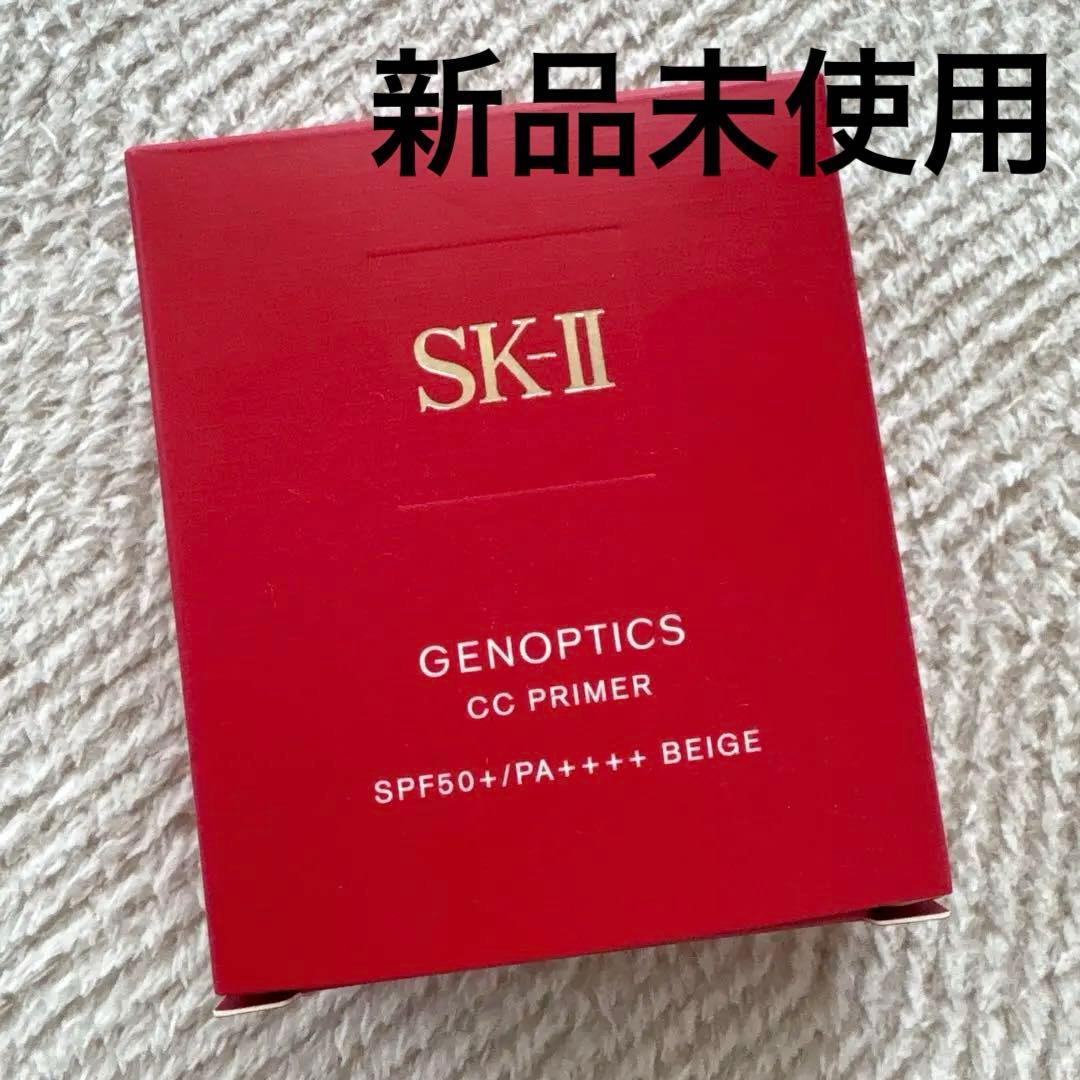 新品未使用
SK-II
GENOPTICS
CC PRIMER
SPF50+/PA++++ BEIGE